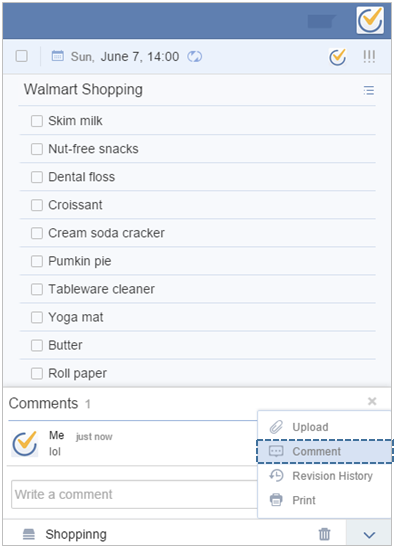 Sun, June 7, 14:00 !!!
Walmart Shopping
Skim milk
Nut-free snacks
Dental floss
Croissant
Cream soda cracker
Pumkin pie
Tableware cleaner
Yoga mat
Butter
Roll paper
Comments 1
Me just now
lol
Write a comment
Upload
Comment
Revision History
Print
Shoppinng